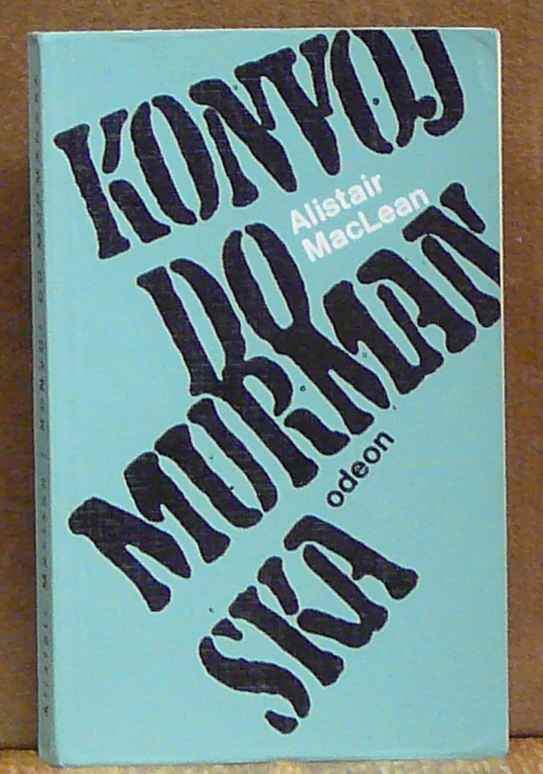 KONVOJ
DO
MURMAN
SKA
Alistair
MacLean
odeon